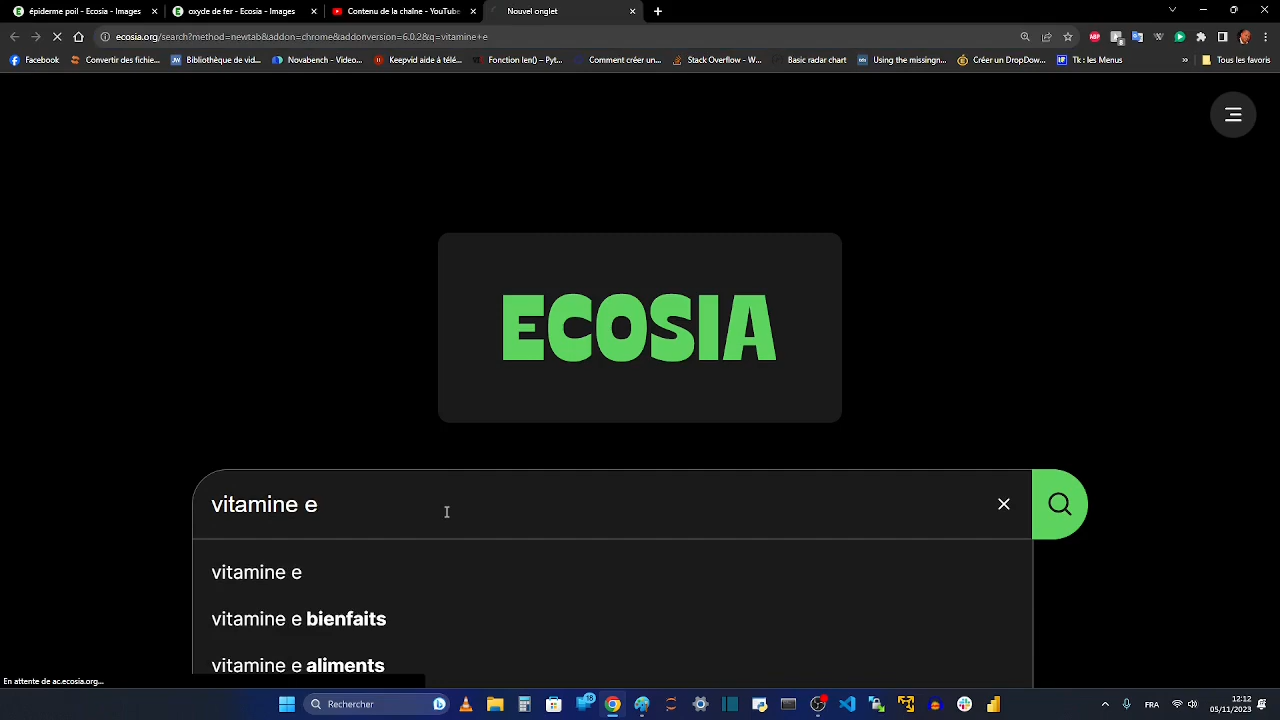 épiderme poil - Ecosia - Images
oxyde de fer - Ecosia - Images
Contenu de la chaîne - YouTube
Nouvel onglet
ecosia.org/search?method=newtab&addon=chrome&addonversion=6.0.2&q=vitamine+e
Facebook
Convertir des fichie...
Bibliothèque de vid...
Novabench - Video...
Keepvid aide à télé...
Fonction len() – Pyt...
Comment créer un...
Stack Overflow - W...
Basic radar chart
Using the missingn...
Créer un DropDow...
Tk : les Menus
»
Tous les favoris
ECOSIA
vitamine e
vitamine e
vitamine e bienfaits
vitamine e aliments
En attente de ac.ecosia.org...
Rechercher
FRA
12:12
05/11/2023